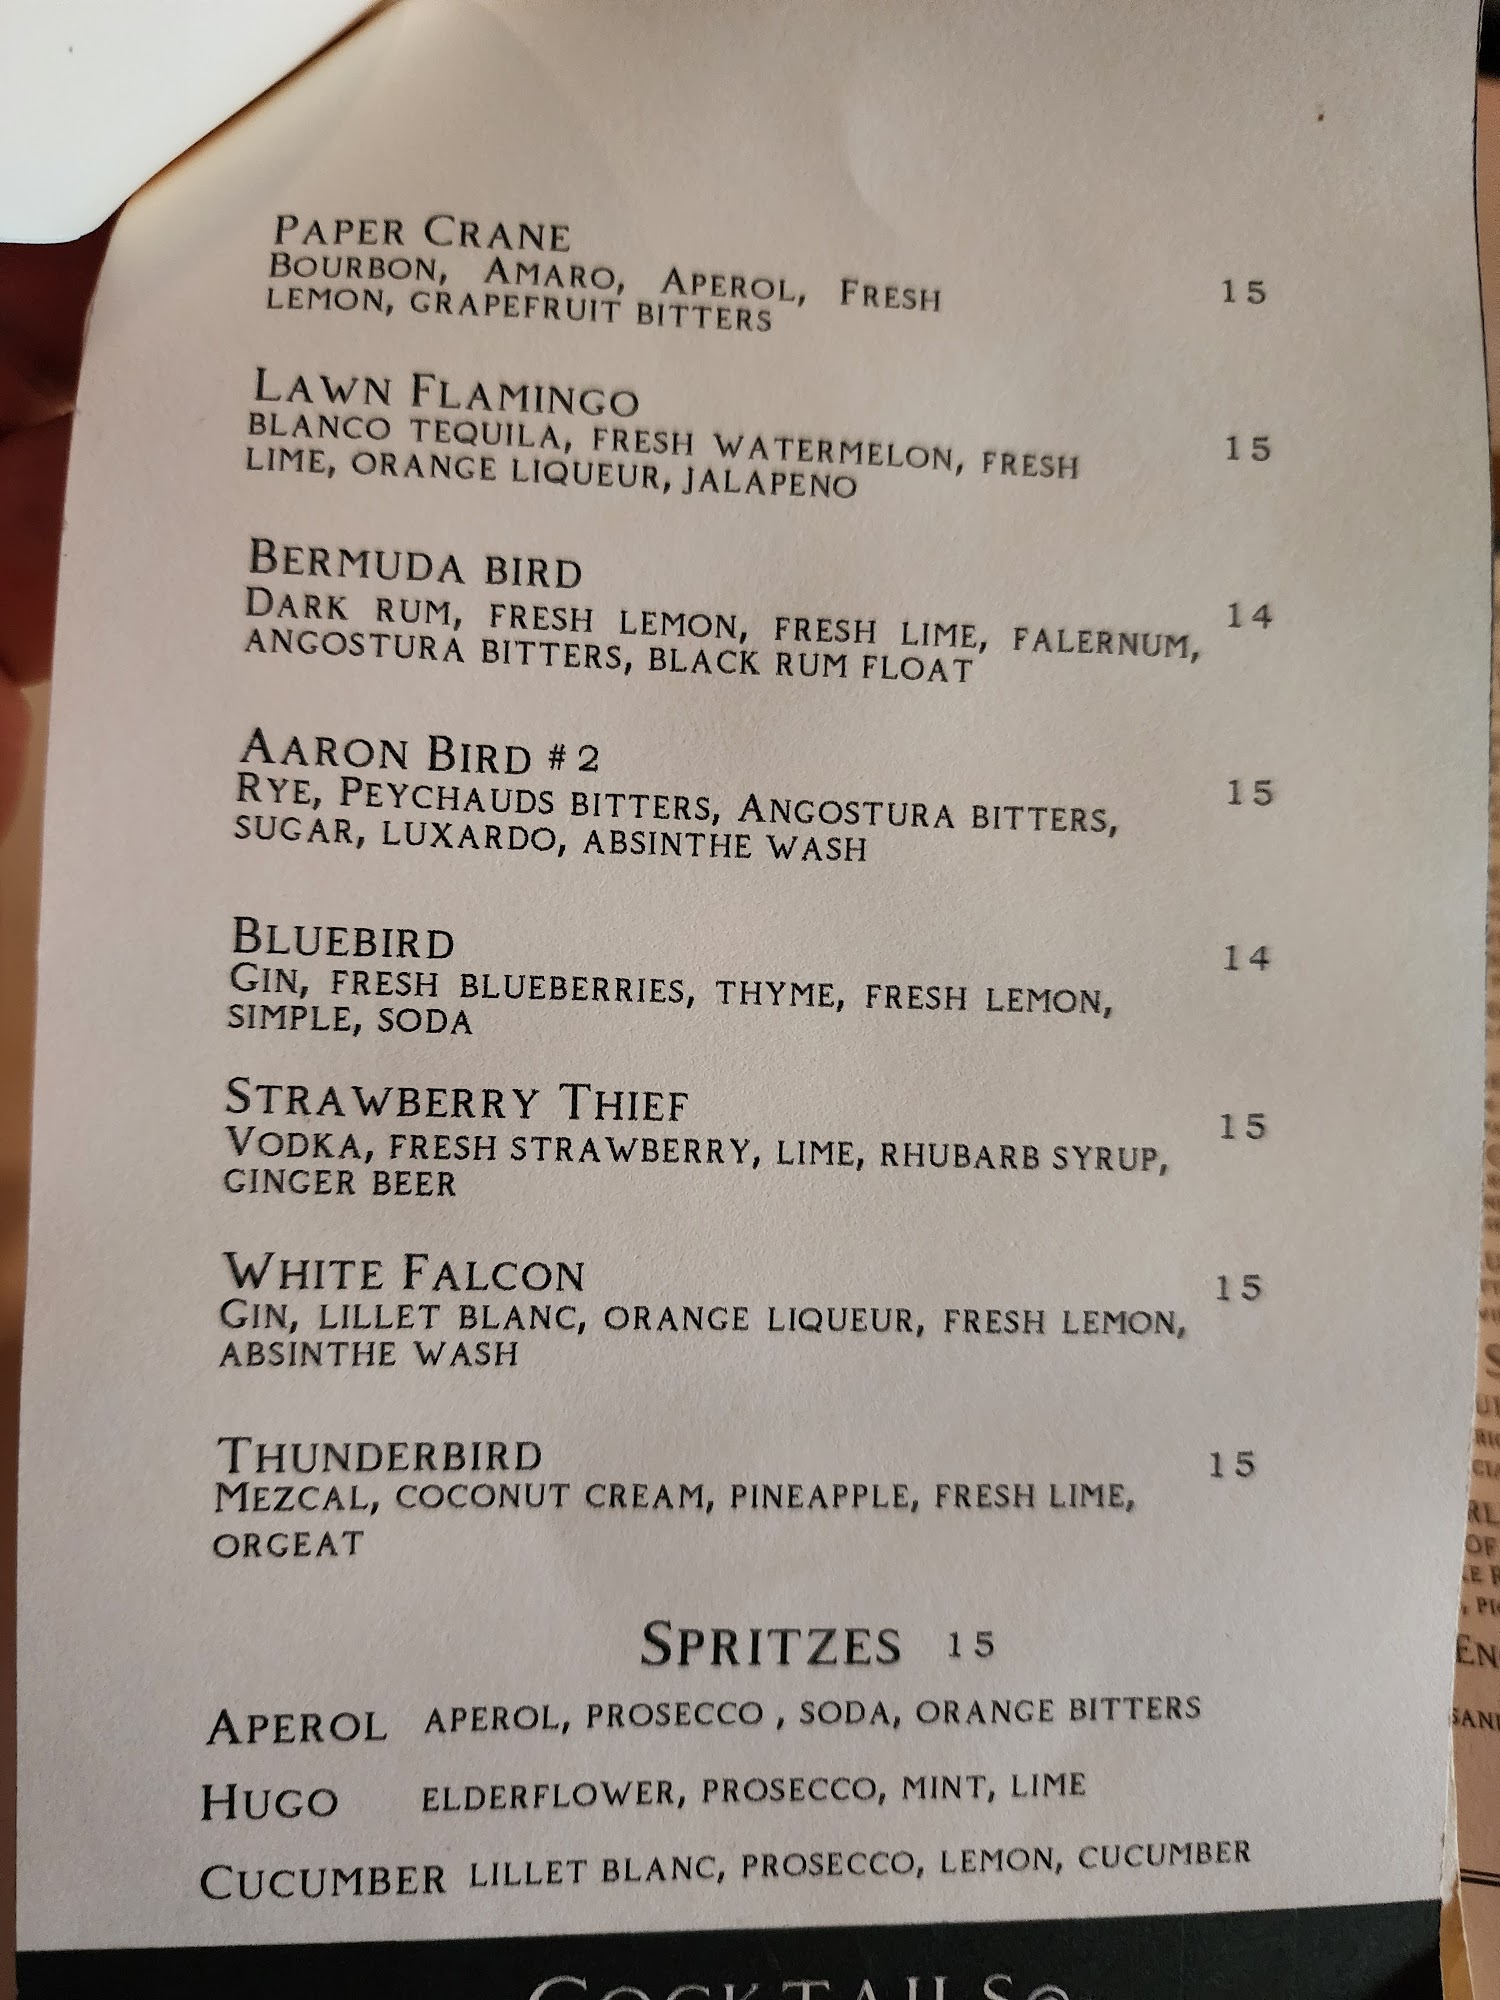 PAPER CRANE
BOURBON, AMARO, APEROL, FRESH
LEMON, GRAPEFRUIT BITTERS
15
LAWN FLAMINGO
BLANCO TEQUILA, FRESH WATERMELON, FRESH
LIME, ORANGE LIQUEUR, JALAPENO
15
BERMUDA BIRD
DARK RUM, FRESH LEMON, FRESH LIME, FALERNUM,
ANGOSTURA BITTERS, BLACK RUM FLOAT
14
AARON BIRD #2
RYE, PEYCHAUDS BITTERS, ANGOSTURA BITTERS,
SUGAR, LUXARDO, ABSINTHE WASH
15
BLUEBIRD
GIN, FRESH BLUEBERRIES, THYME, FRESH LEMON,
SIMPLE, SODA
14
STRAWBERRY THIEF
VODKA, FRESH STRAWBERRY, LIME, RHUBARB SYRUP,
GINGER BEER
15
WHITE FALCON
GIN, LILLET BLANC, ORANGE LIQUEUR, FRESH LEMON,
ABSINTHE WASH
15
THUNDERBIRD
MEZCAL, COCONUT CREAM, PINEAPPLE, FRESH LIME,
ORGEAT
15
SPRITZES 15
APEROL APEROL, PROSECCO , SODA, ORANGE BITTERS
HUGO ELDERFLOWER, PROSECCO, MINT, LIME
CUCUMBER LILLET BLANC, PROSECCO, LEMON, CUCUMBER
COCKTAILS